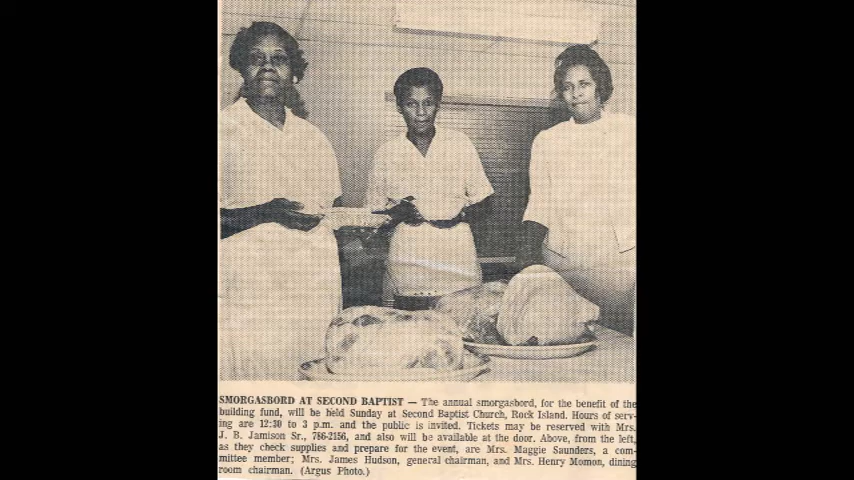 SMORGASBORD AT SECOND BAPTIST — The annual smorgasbord, for the benefit of the
building fund, will be held Sunday at Second Baptist Church, Rock Island. Hours of serv-
ing are 12:30 to 3 p.m. and the public is invited. Tickets may be reserved with Mrs.
J. B. Jamison Sr., 786-2156, and also will be available at the door. Above, from the left,
as they check supplies and prepare for the event, are Mrs. Maggie Saunders, a com-
mittee member; Mrs. James Hudson, general chairman, and Mrs. Henry Momon, dining
room chairman. (Argus Photo.)